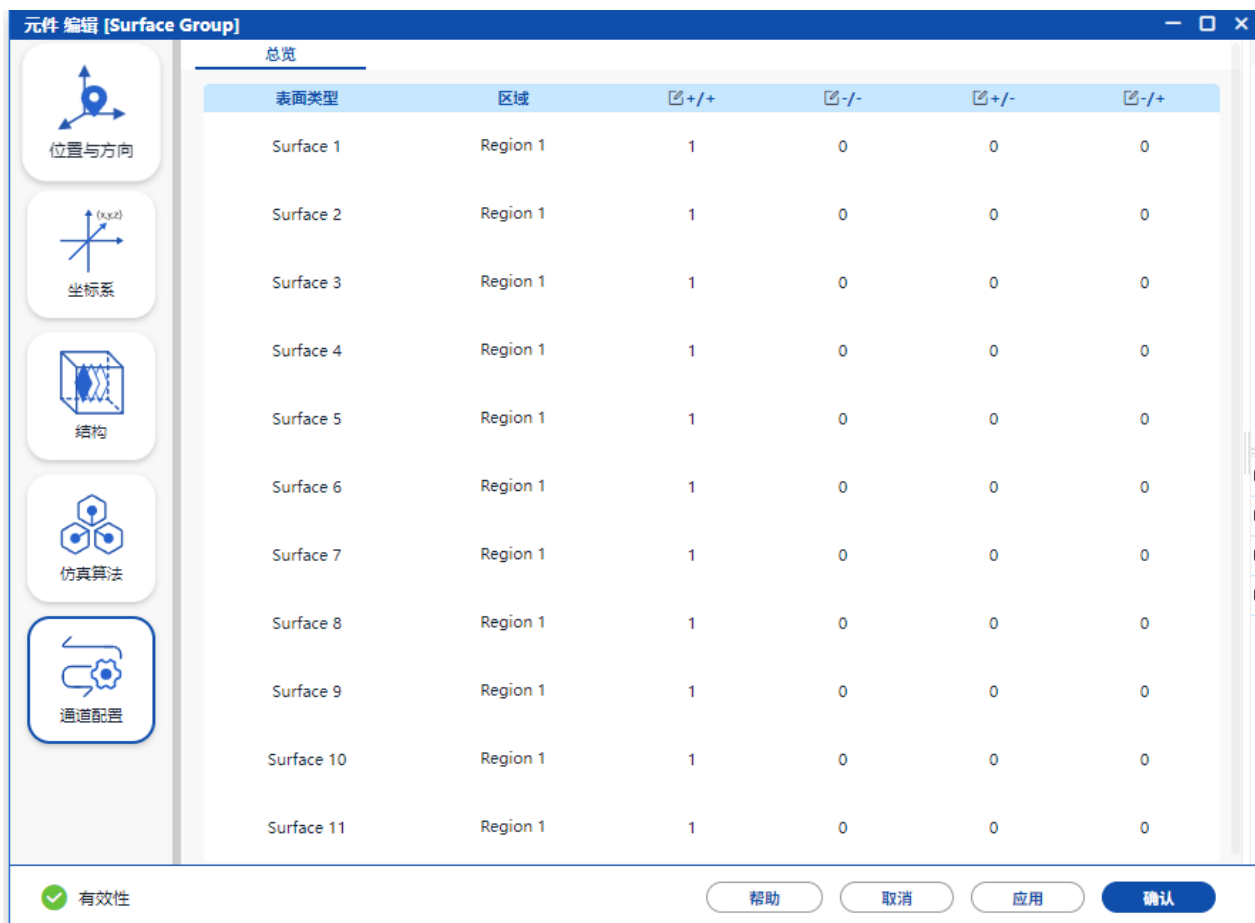 元件 编辑 [Surface Group]
总览
表面类型 区域 +/+ -/- +/- -/+
Surface 1 Region 1 1 0 0 0
Surface 2 Region 1 1 0 0 0
Surface 3 Region 1 1 0 0 0
Surface 4 Region 1 1 0 0 0
Surface 5 Region 1 1 0 0 0
Surface 6 Region 1 1 0 0 0
Surface 7 Region 1 1 0 0 0
Surface 8 Region 1 1 0 0 0
Surface 9 Region 1 1 0 0 0
Surface 10 Region 1 1 0 0 0
Surface 11 Region 1 1 0 0 0
位置与方向
(x,y,z)
坐标系
结构
仿真算法
通道配置
有效性
帮助 取消 应用 确认